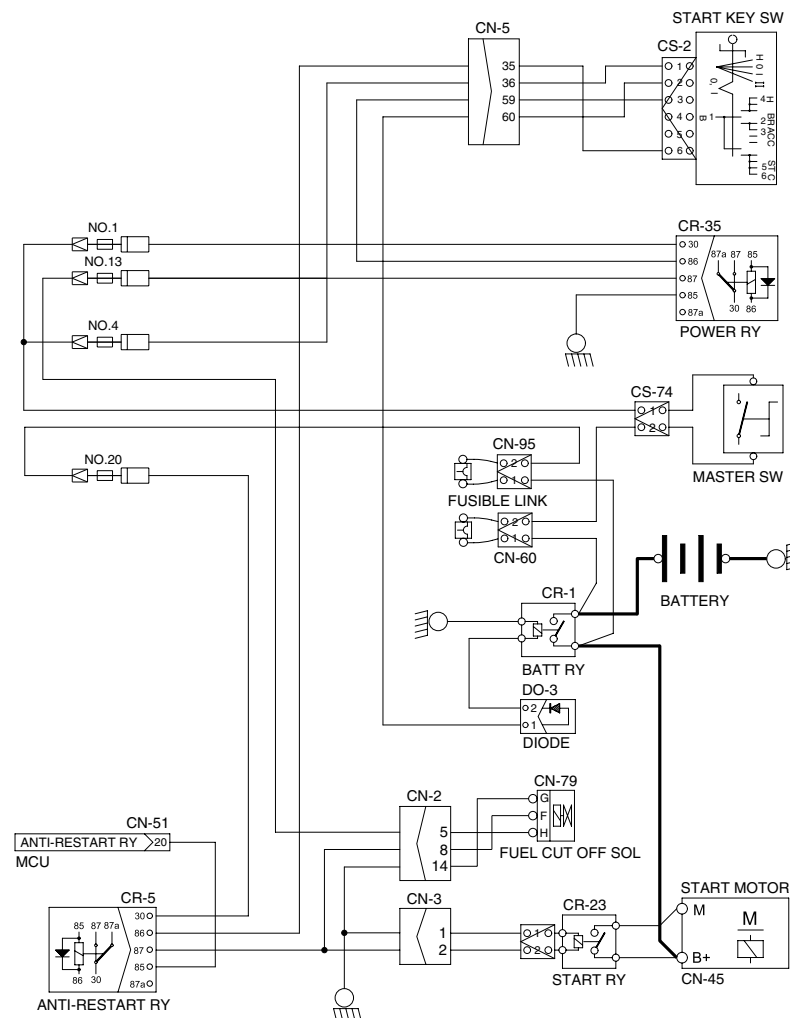 START KEY SW
CN-5
CS-2
35
36
59
60
1
2
3
4
5
6
H O I II
0, I
B 1
4 H
BR
2
ACC
3
ST
5
C
6
CR-35
NO.1
30
86
87
85
87a
87a 87 85
30 86
POWER RY
NO.13
NO.4
CS-74
1
2
MASTER SW
NO.20
CN-95
2
1
FUSIBLE LINK
2
1
CN-60
BATTERY
CR-1
BATT RY
DO-3
2
1
DIODE
CN-2
5
8
14
CN-79
G
F
H
FUEL CUT OFF SOL
CN-51
ANTI-RESTART RY 20
MCU
CR-5
30
86
87
85
87a
85 87 87a
86 30
ANTI-RESTART RY
CN-3
1
2
CR-23
1
2
START RY
START MOTOR
M
M
B+
CN-45